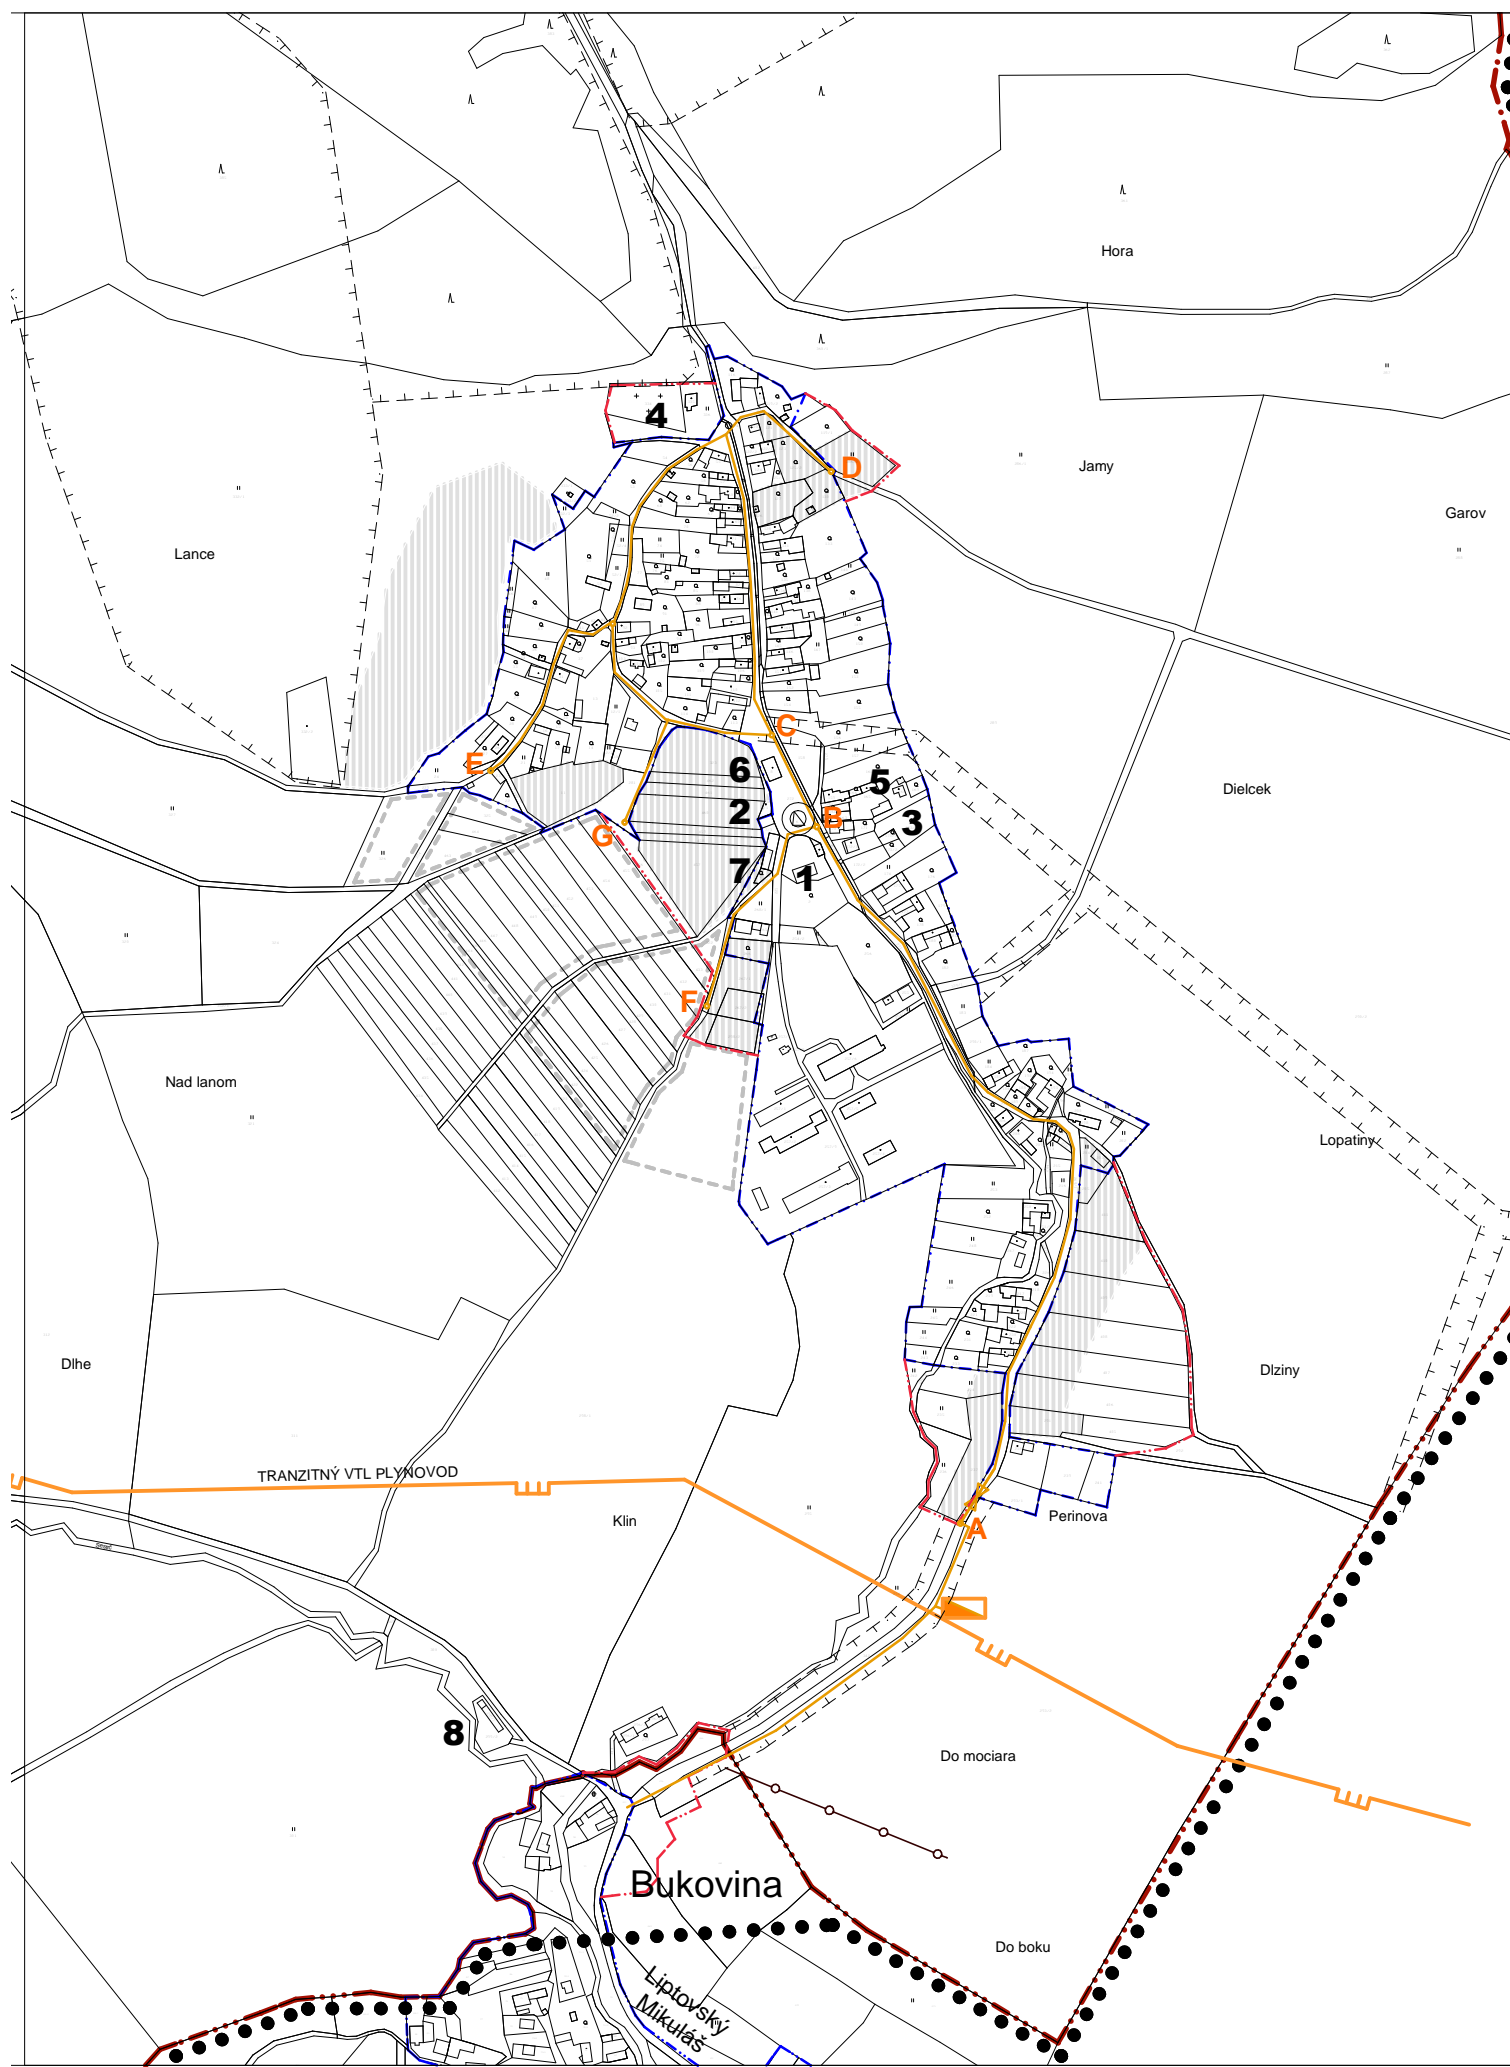 Hora
4
D
Jamy
Garov
Lance
C
E
6
5
Dielcek
2
B
3
G
7
1
F
Nad lanom
Lopatiny
Dlhe
Dlziny
TRANZITNÝ VTL PLYNOVOD
Klin
Perinova
A
8
Do mociara
Bukovina
Do boku
Liptovský
Mikuláš